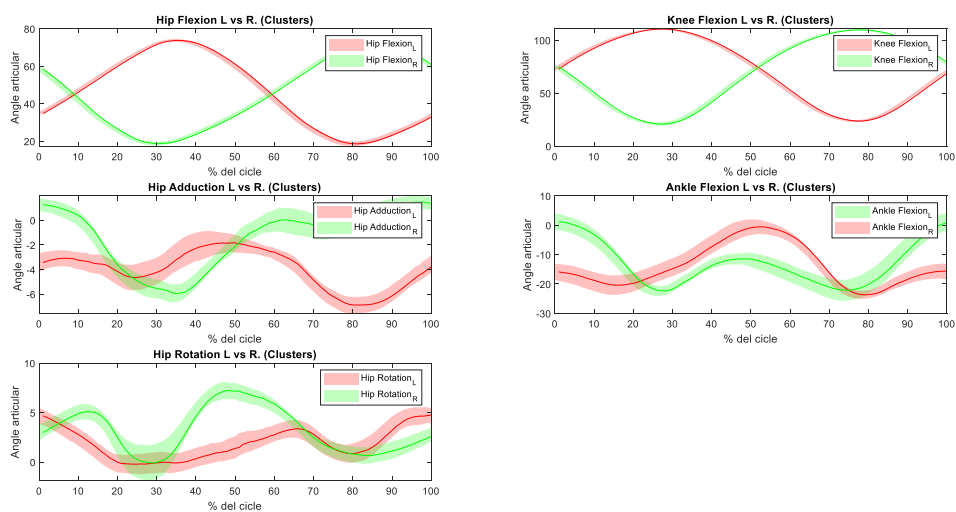 Hip Flexion L vs R. (Clusters)
Angle articular
80
60
40
20
0 10 20 30 40 50 60 70 80 90 100
% del cicle
Hip Flexion_L
Hip Flexion_R
Knee Flexion L vs R. (Clusters)
Angle articular
100
50
0
0 10 20 30 40 50 60 70 80 90 100
% del cicle
Knee Flexion_L
Knee Flexion_R
Hip Adduction L vs R. (Clusters)
Angle articular
0
-2
-4
-6
0 10 20 30 40 50 60 70 80 90 100
% del cicle
Hip Adduction_L
Hip Adduction_R
Ankle Flexion L vs R. (Clusters)
Angle articular
10
0
-10
-20
-30
0 10 20 30 40 50 60 70 80 90 100
% del cicle
Ankle Flexion_L
Ankle Flexion_R
Hip Rotation L vs R. (Clusters)
Angle articular
10
5
0
0 10 20 30 40 50 60 70 80 90 100
% del cicle
Hip Rotation_L
Hip Rotation_R